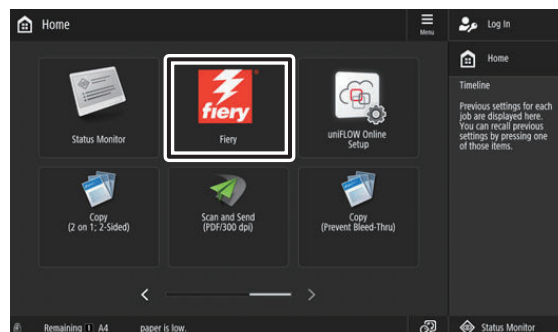 Home
Menu
Log In
Home
Timeline
Previous settings for each
job are displayed here.
You can recall previous
settings by pressing one
of those items.
Status Monitor
fiery
Fiery
uniFLOW Online
Setup
Copy
(2 on 1; 2-Sided)
Scan and Send
(PDF/300 dpi)
Copy
(Prevent Bleed-Thru)
Remaining 1 A4 paper is low.
Status Monitor